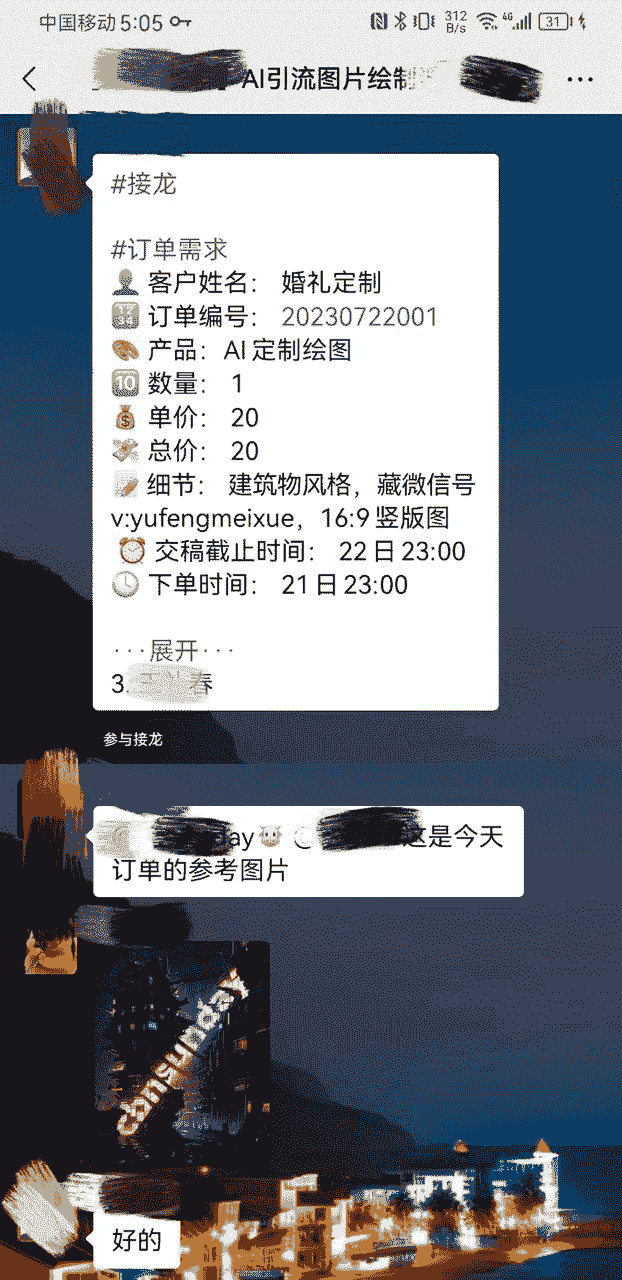 中国移动 5:05 312 B/s 4G 31
AI引流图片绘制
#接龙
#订单需求
👤 客户姓名： 婚礼定制
🔢 订单编号： 20230722001
🎨 产品：AI 定制绘图
🔟 数量： 1
💰 单价： 20
💸 总价： 20
📝 细节： 建筑物风格，藏微信号
v:yufengmeixue，16:9 竖版图
⏰ 交稿截止时间： 22 日 23:00
🕒 下单时间： 21 日 23:00
···展开···
3. 春
参与接龙
day🐮 @ 这是今天
订单的参考图片
consunday
好的